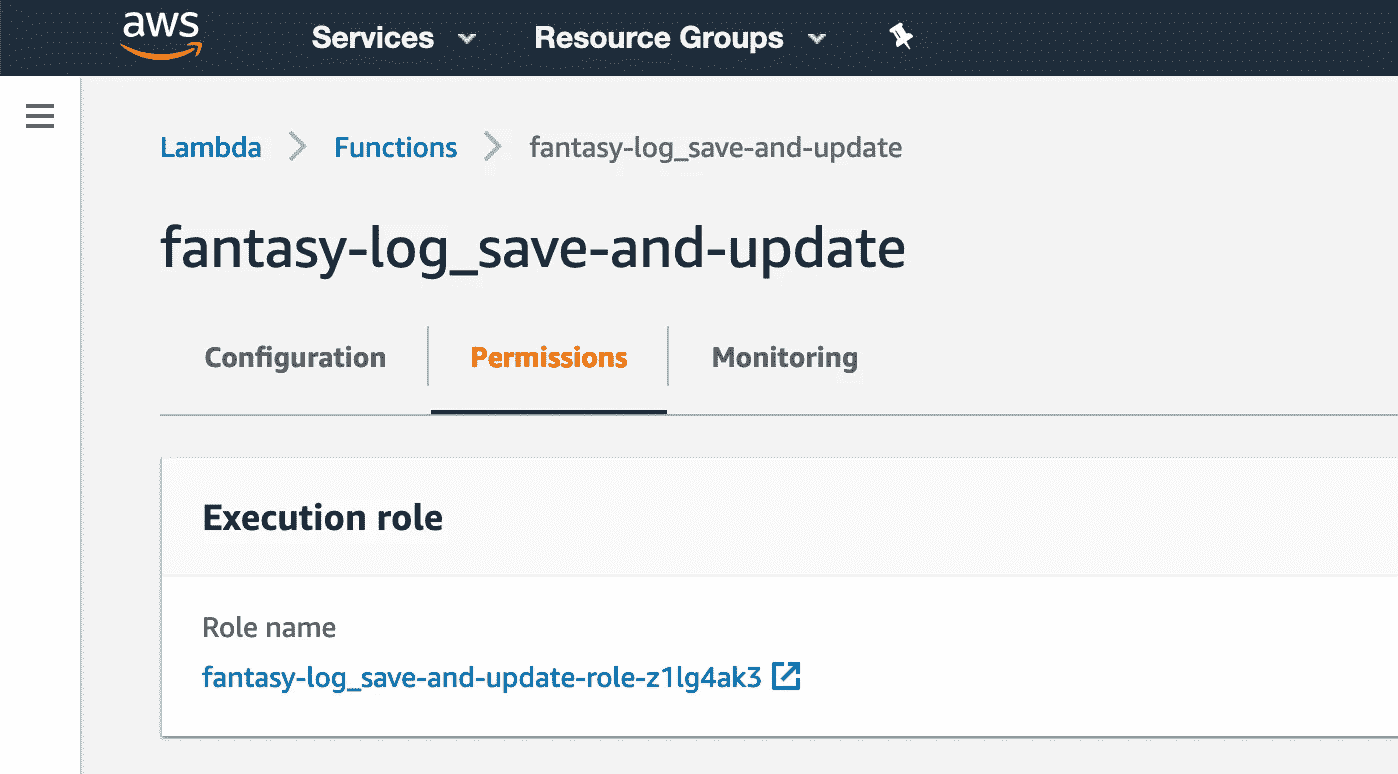 aws Services Resource Groups
Lambda Functions fantasy-log_save-and-update
fantasy-log_save-and-update
Configuration Permissions Monitoring
Execution role
Role name
fantasy-log_save-and-update-role-z1lg4ak3